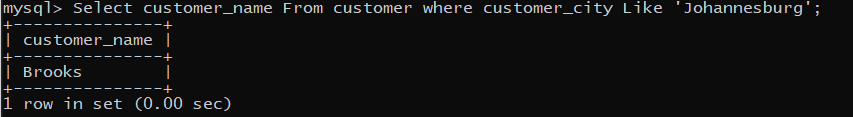 mysql> Select customer_name From customer where customer_city Like 'Johannesburg';
+---------------+
| customer_name |
+---------------+
| Brooks        |
+---------------+
1 row in set (0.00 sec)